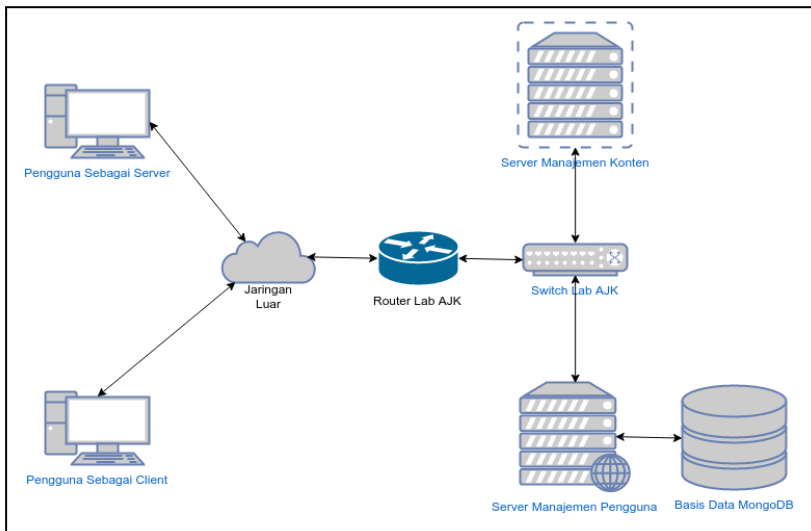 Pengguna Sebagai Server
Server Manajemen Konten
Jaringan
Luar
Router Lab AJK
Switch Lab AJK
Pengguna Sebagai Client
Server Manajemen Pengguna
Basis Data MongoDB